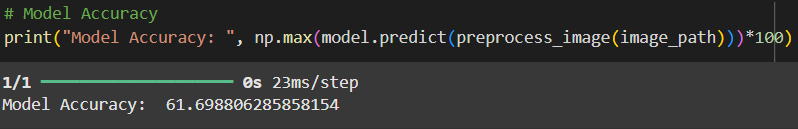 # Model Accuracy
print("Model Accuracy: ", np.max(model.predict(preprocess_image(image_path)))*100)
1/1 ━━━━━━━━━━━━━━━━━━━━ 0s 23ms/step
Model Accuracy:  61.698806285858154